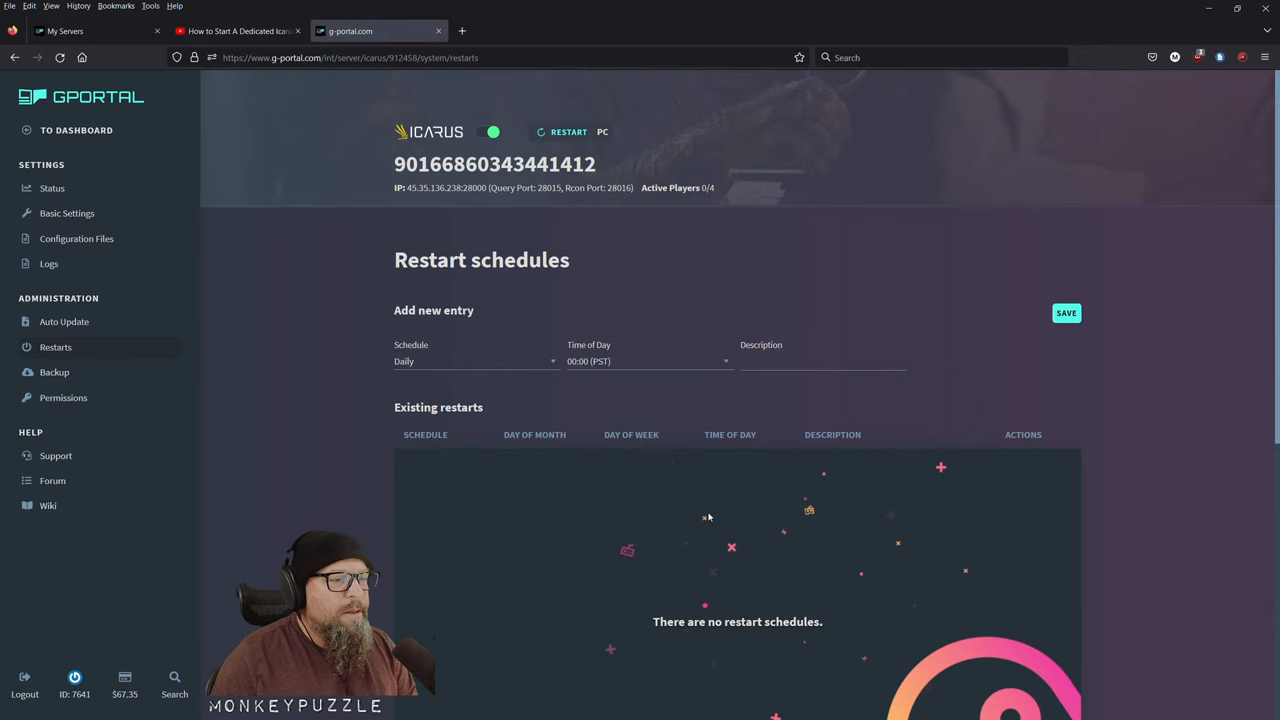 File Edit View History Bookmarks Tools Help
My Servers
How to Start A Dedicated Icaru
g-portal.com
https://www.g-portal.com/int/server/icarus/912458/system/restarts
Search
GPORTAL
TO DASHBOARD
SETTINGS
Status
Basic Settings
Configuration Files
Logs
ADMINISTRATION
Auto Update
Restarts
Backup
Permissions
HELP
Support
Forum
Wiki
Logout
ID: 7641
$67.35
Search
ICARUS
RESTART PC
90166860343441412
IP: 45.35.136.238:28000 (Query Port: 28015, Rcon Port: 28016) Active Players 0/4
Restart schedules
Add new entry
SAVE
Schedule Time of Day Description
Daily 00:00 (PST)
Existing restarts
SCHEDULE DAY OF MONTH DAY OF WEEK TIME OF DAY DESCRIPTION ACTIONS
There are no restart schedules.
MONKEYPUZZLE